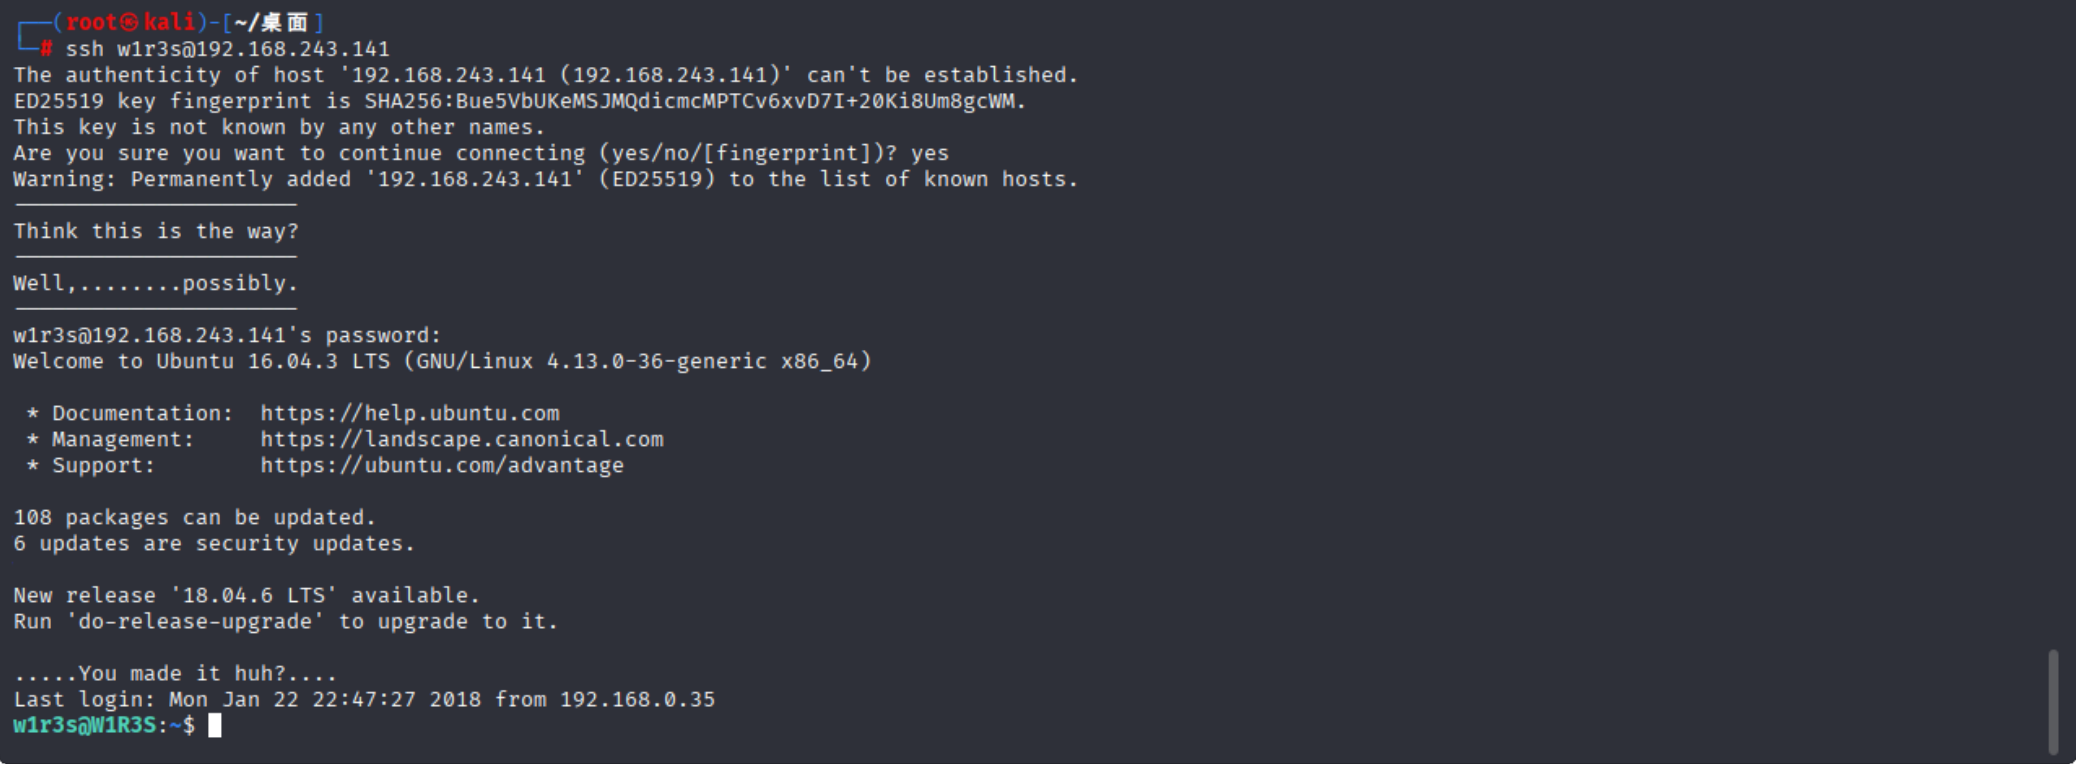 ┌──(root㉿kali)-[~/桌面]
└─# ssh w1r3s@192.168.243.141
The authenticity of host '192.168.243.141 (192.168.243.141)' can't be established.
ED25519 key fingerprint is SHA256:Bue5VbUKeMSJMQdicmcMPTCv6xvD7I+20Ki8Um8gcWM.
This key is not known by any other names.
Are you sure you want to continue connecting (yes/no/[fingerprint])? yes
Warning: Permanently added '192.168.243.141' (ED25519) to the list of known hosts.
----------------------
Think this is the way?
----------------------
Well,........possibly.
----------------------
w1r3s@192.168.243.141's password:
Welcome to Ubuntu 16.04.3 LTS (GNU/Linux 4.13.0-36-generic x86_64)

 * Documentation:  https://help.ubuntu.com
 * Management:     https://landscape.canonical.com
 * Support:        https://ubuntu.com/advantage

108 packages can be updated.
6 updates are security updates.

New release '18.04.6 LTS' available.
Run 'do-release-upgrade' to upgrade to it.

.....You made it huh?....
Last login: Mon Jan 22 22:47:27 2018 from 192.168.0.35
w1r3s@W1R3S:~$